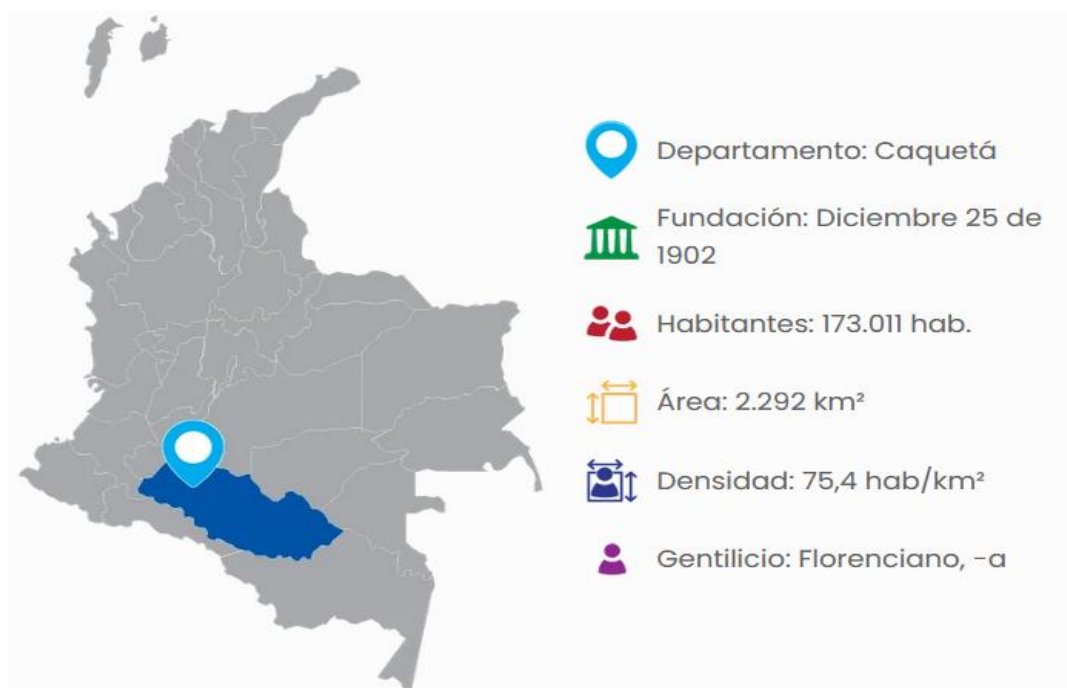 Departamento: Caquetá
Fundación: Diciembre 25 de
1902
Habitantes: 173.011 hab.
Área: 2.292 km²
Densidad: 75,4 hab/km²
Gentilicio: Florenciano, -a